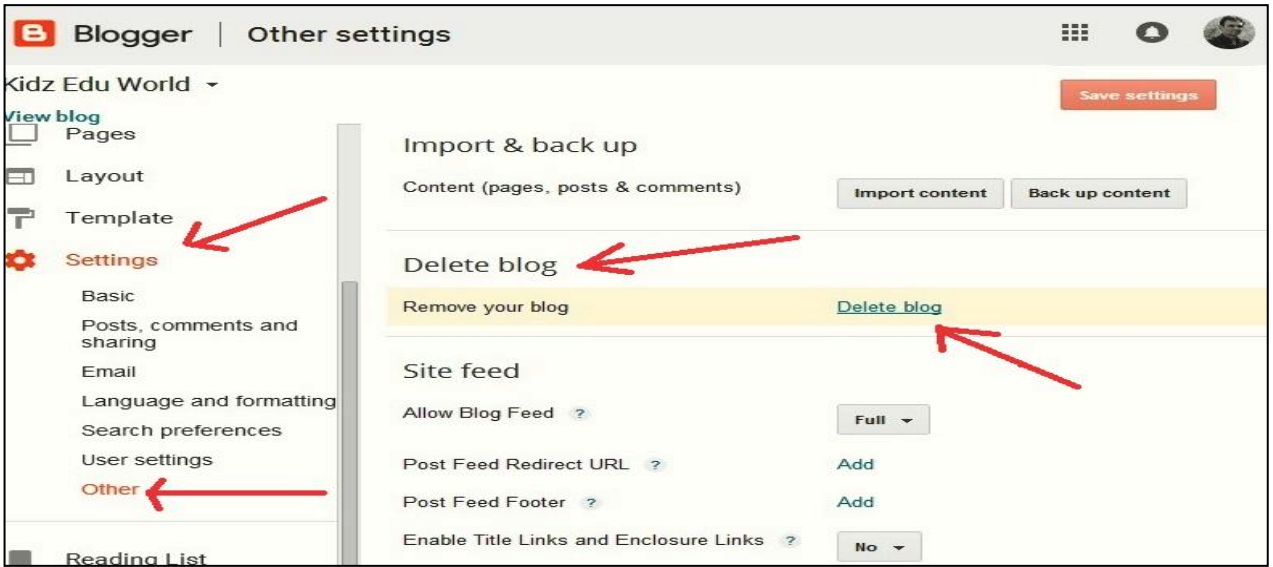 Blogger | Other settings
Kidz Edu World
View blog
Save settings
Pages
Layout
Template
Settings
Basic
Posts, comments and
sharing
Email
Language and formatting
Search preferences
User settings
Other
Reading List
Import & back up
Content (pages, posts & comments)
Import content
Back up content
Delete blog
Remove your blog
Delete blog
Site feed
Allow Blog Feed ?
Full
Post Feed Redirect URL ?
Add
Post Feed Footer ?
Add
Enable Title Links and Enclosure Links ?
No